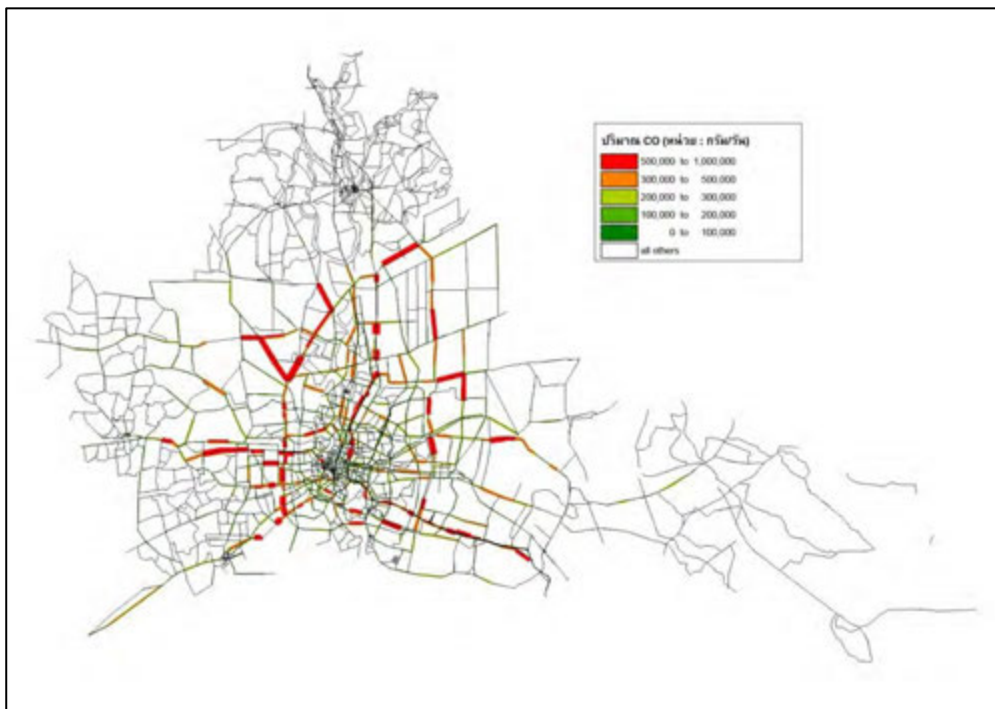 ปริมาณ CO (หน่วย : กรัม/วัน)
500,000 to 1,000,000
300,000 to 500,000
200,000 to 300,000
100,000 to 200,000
0 to 100,000
all others